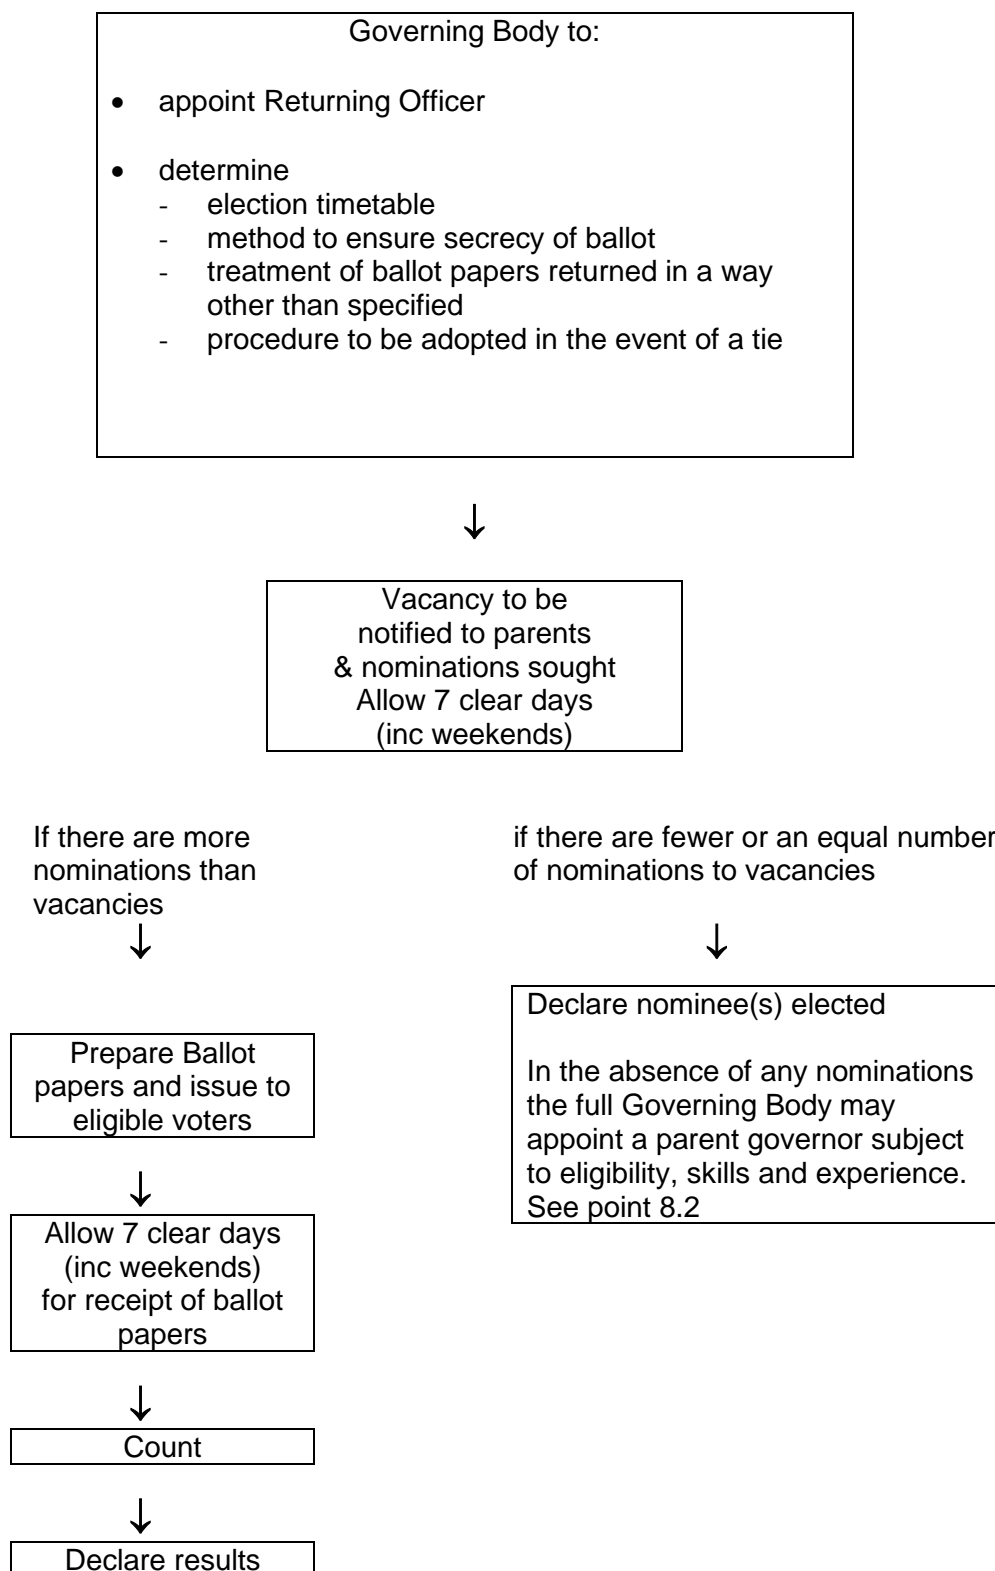 Governing Body to:
• appoint Returning Officer
• determine
- election timetable
- method to ensure secrecy of ballot
- treatment of ballot papers returned in a way
other than specified
- procedure to be adopted in the event of a tie
↓
Vacancy to be
notified to parents
& nominations sought
Allow 7 clear days
(inc weekends)
If there are more
nominations than
vacancies
↓
Prepare Ballot
papers and issue to
eligible voters
↓
Allow 7 clear days
(inc weekends)
for receipt of ballot
papers
↓
Count
↓
Declare results
if there are fewer or an equal number
of nominations to vacancies
↓
Declare nominee(s) elected
In the absence of any nominations
the full Governing Body may
appoint a parent governor subject
to eligibility, skills and experience.
See point 8.2